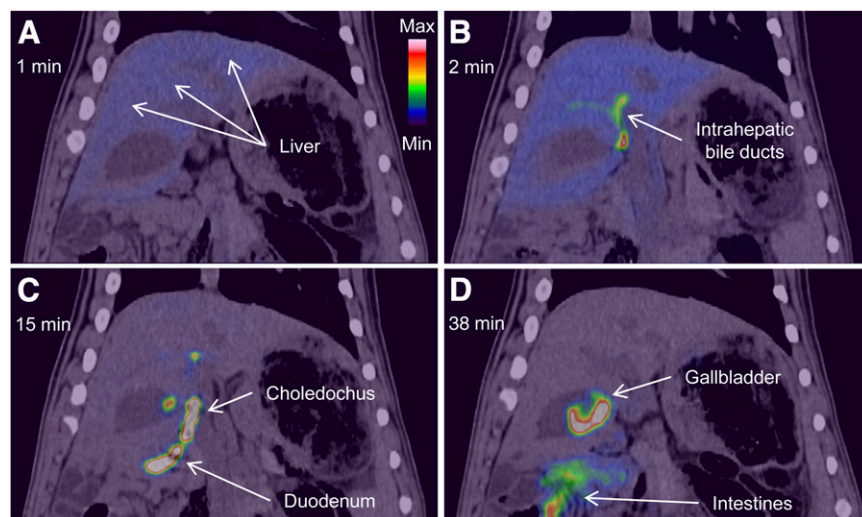 A
1 min
Max
Min
Liver
B
2 min
Intrahepatic
bile ducts
C
15 min
Choledochus
Duodenum
D
38 min
Gallbladder
Intestines